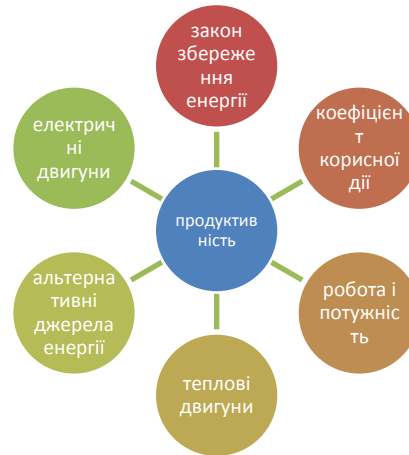 закон
збереже
ння
енергії
коефіцієн
т
корисної
дії
робота і
потужніс
ть
теплові
двигуни
альтерна
тивні
джерела
енергії
електрич
ні
двигуни
продуктив
ність